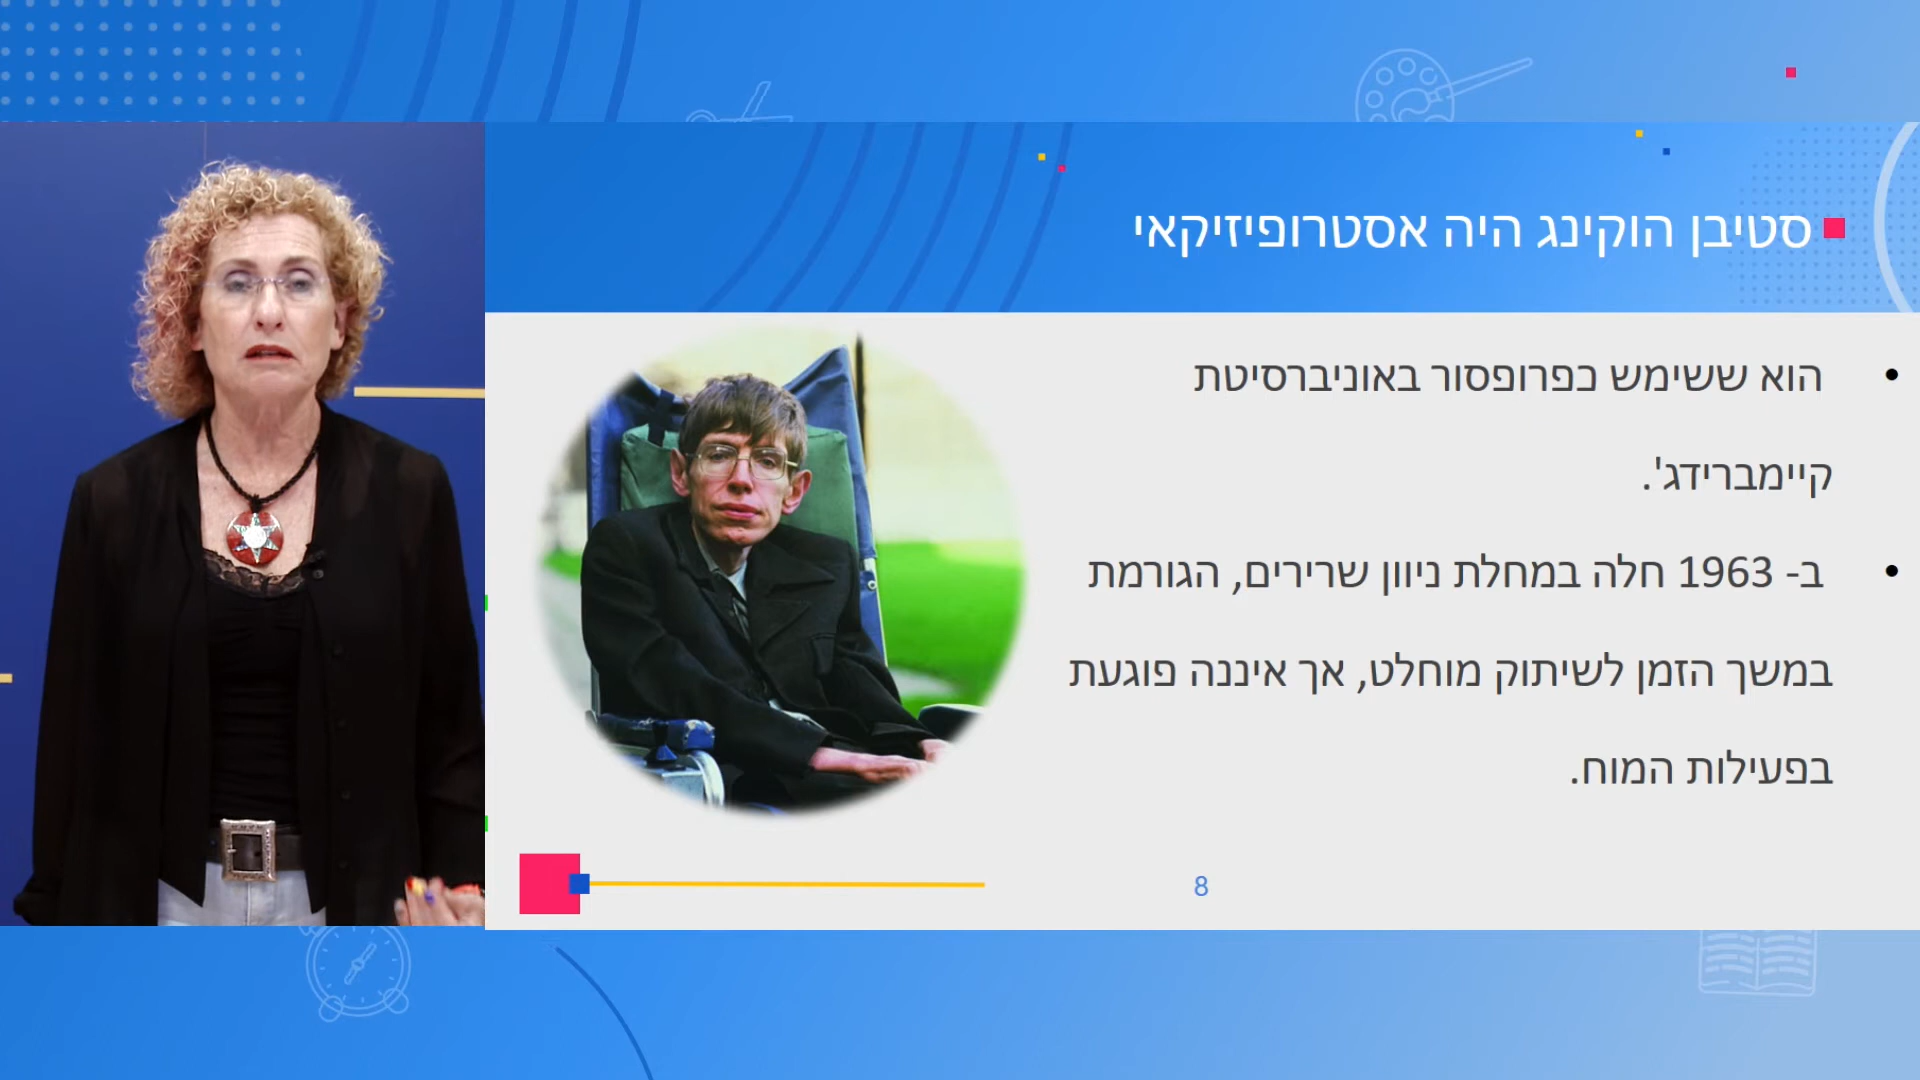 סטיבן הוקינג היה אסטרופיזיקאי
• הוא ששימש כפרופסור באוניברסיטת
קיימברידג'.
• ב- 1963 חלה במחלת ניוון שרירים, הגורמת
במשך הזמן לשיתוק מוחלט, אך איננה פוגעת
בפעילות המוח.
8